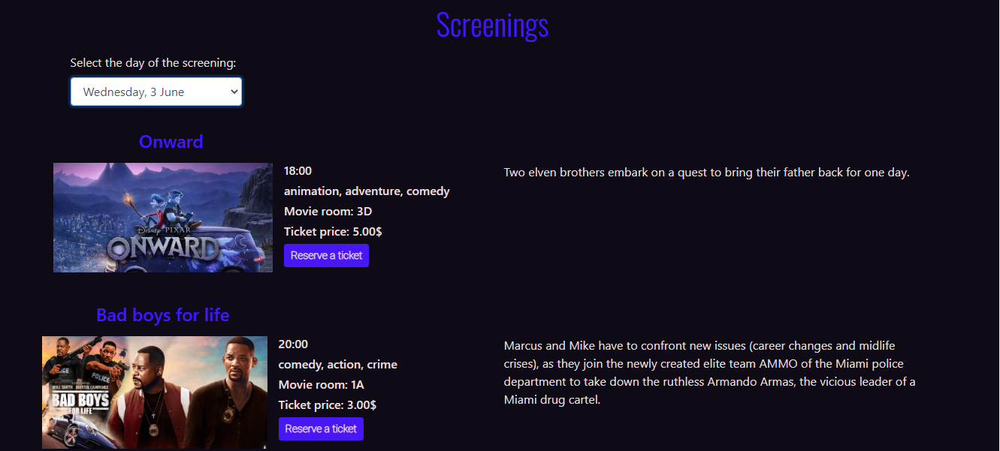 Screenings
Select the day of the screening:
Wednesday, 3 June
Onward
DISNEY · PIXAR
ONWARD
18:00
animation, adventure, comedy
Movie room: 3D
Ticket price: 5.00$
Reserve a ticket
Two elven brothers embark on a quest to bring their father back for one day.
Bad boys for life
POLICE
WILL SMITH MARTIN LAWRENCE
BAD BOYS
FOR LIFE
20:00
comedy, action, crime
Movie room: 1A
Ticket price: 3.00$
Reserve a ticket
Marcus and Mike have to confront new issues (career changes and midlife
crises), as they join the newly created elite team AMMO of the Miami police
department to take down the ruthless Armando Armas, the vicious leader of a
Miami drug cartel.